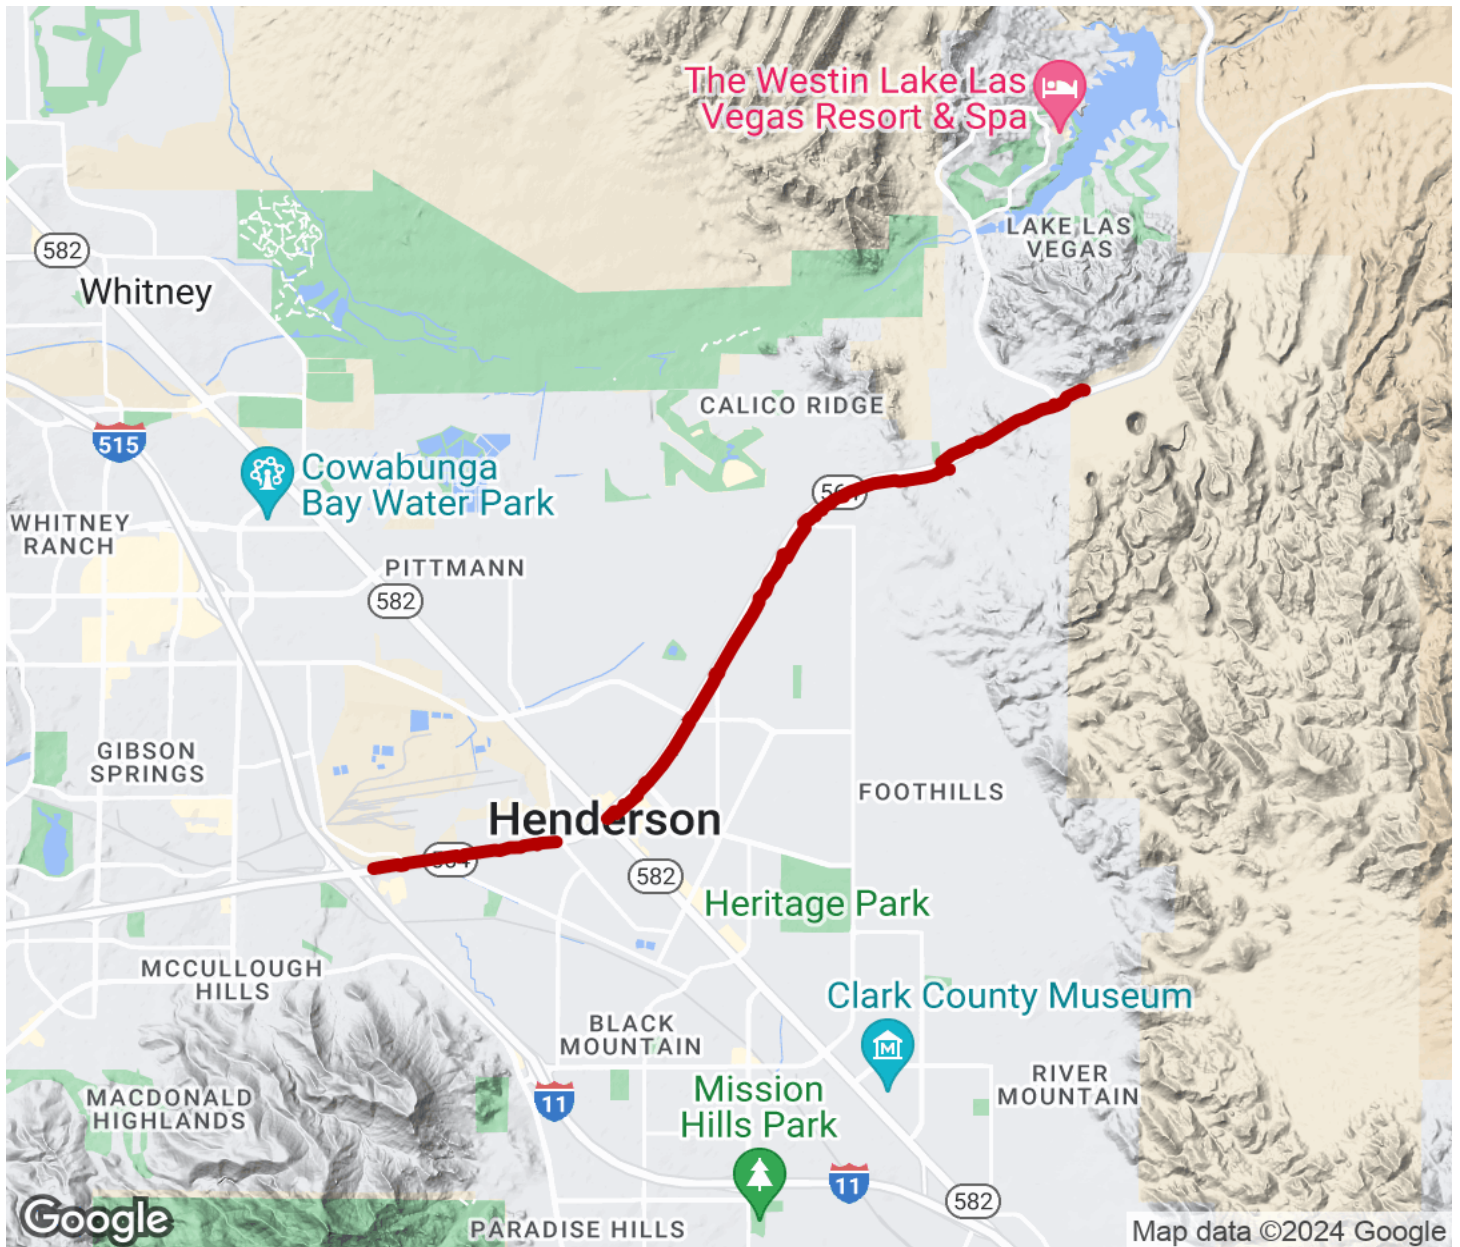 The Westin Lake Las
Vegas Resort & Spa
LAKE LAS
VEGAS
582
Whitney
CALICO RIDGE
515
Cowabunga
Bay Water Park
WHITNEY
RANCH
PITTMANN
582
GIBSON
SPRINGS
FOOTHILLS
Henderson
582
Heritage Park
MCCULLOUGH
HILLS
Clark County Museum
BLACK
MOUNTAIN
M
RIVER
MOUNTAIN
MACDONALD
HIGHLANDS
11
Mission
Hills Park
11
582
Google
PARADISE HILLS
Map data ©2024 Google